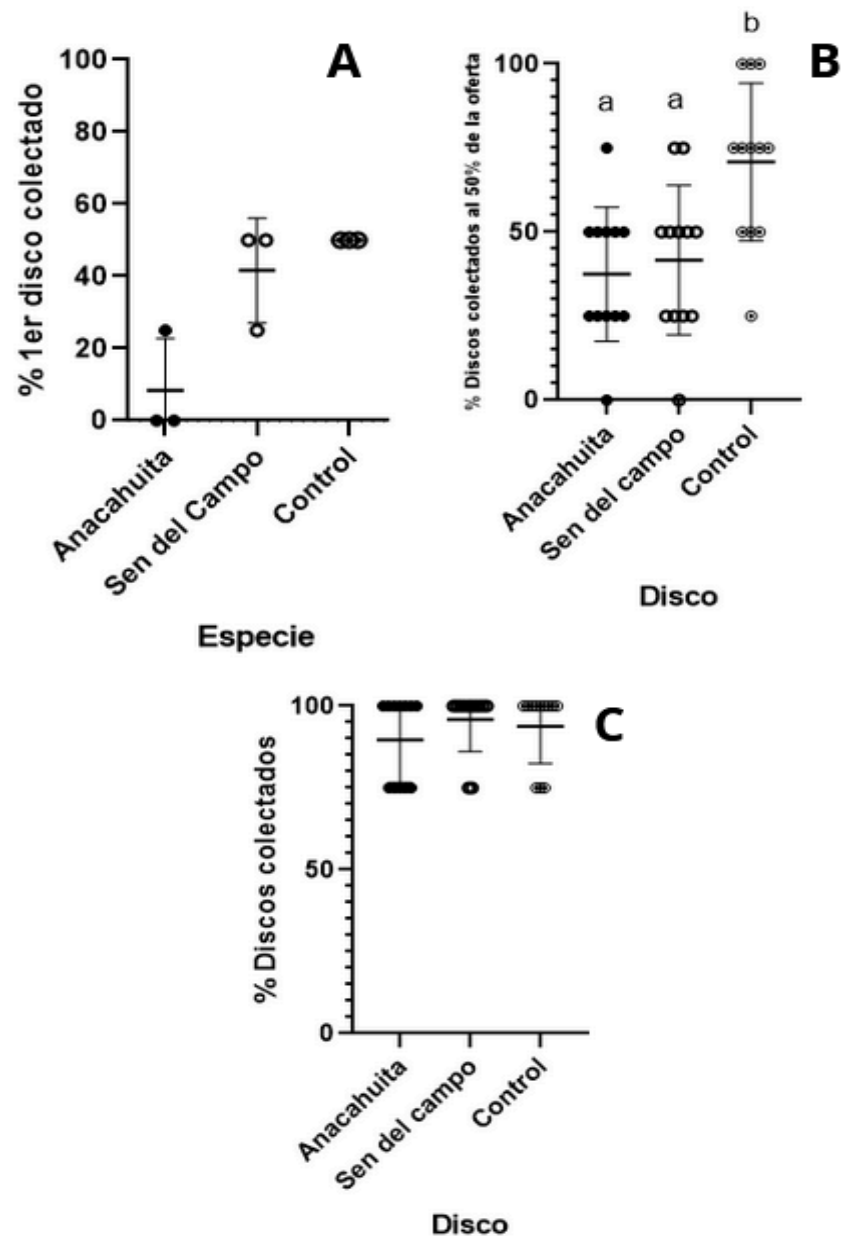 A
% 1er disco colectado
100
80
60
40
20
0
Anacahuita
Sen del Campo
Control
Especie
B
% Discos colectados al 50% de la oferta
100
50
0
a
a
b
Anacahuita
Sen del campo
Control
Disco
C
% Discos colectados
100
50
0
Anacahuita
Sen del campo
Control
Disco